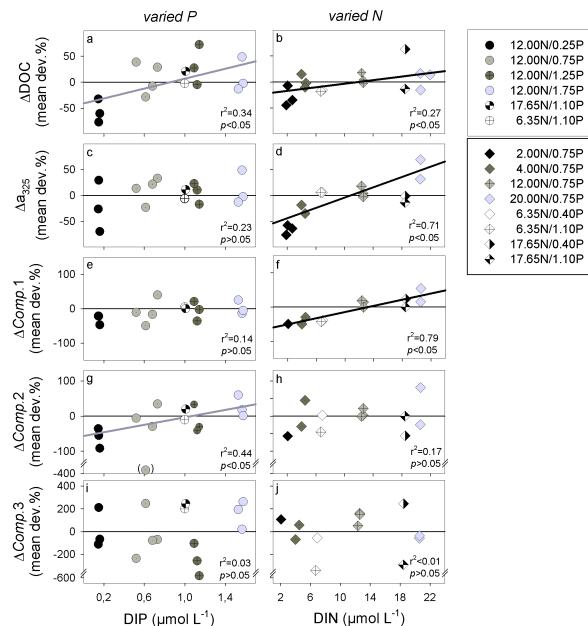 varied P
varied N
ΔDOC
(mean dev.%)
50
0
-50
a
r²=0.34
p<0.05
b
r²=0.27
p<0.05
Δa325
(mean dev.%)
100
50
0
-50
c
r²=0.23
p>0.05
d
r²=0.71
p<0.05
ΔComp.1
(mean dev.%)
100
0
-100
e
r²=0.14
p>0.05
f
r²=0.79
p<0.05
ΔComp.2
(mean dev.%)
100
0
-100
-400
g
( )
r²=0.44
p<0.05
h
r²=0.17
p>0.05
ΔComp.3
(mean dev.%)
400
200
0
-200
-600
i
r²=0.03
p>0.05
j
r²<0.01
p>0.05
0,2 0,6 1,0 1,4
2 6 10 14 18 22
DIP (µmol L⁻¹)
DIN (µmol L⁻¹)
12.00N/0.25P
12.00N/0.75P
12.00N/1.25P
12.00N/1.75P
17.65N/1.10P
6.35N/1.10P
2.00N/0.75P
4.00N/0.75P
12.00N/0.75P
20.00N/0.75P
6.35N/0.40P
6.35N/1.10P
17.65N/0.40P
17.65N/1.10P